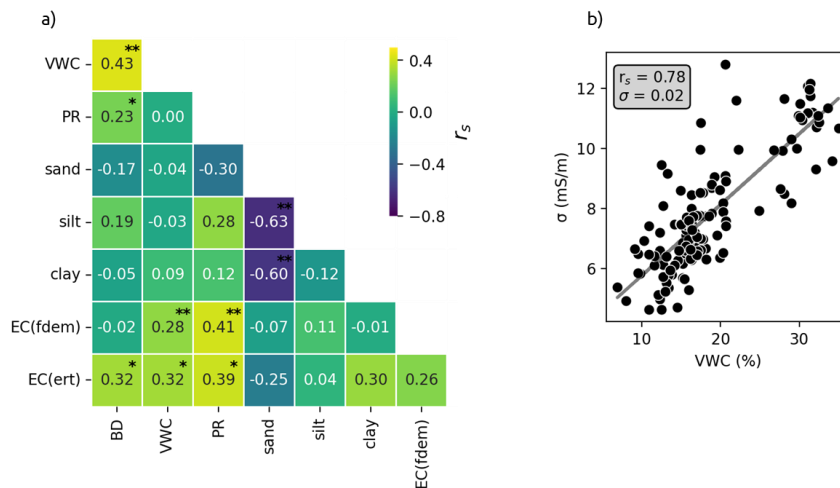 a)
VWC 0.43**
PR 0.23* 0.00
sand -0.17 -0.04 -0.30
silt 0.19 -0.03 0.28 -0.63**
clay -0.05 0.09 0.12 -0.60** -0.12
EC(fdem) -0.02 0.28** 0.41** -0.07 0.11 -0.01
EC(ert) 0.32* 0.32* 0.39* -0.25 0.04 0.30 0.26
BD VWC PR sand silt clay EC(fdem)
0.4
0.0
−0.4
−0.8
r_s
b)
r_s = 0.78
σ = 0.02
σ (mS/m)
12
10
8
6
10 20 30
VWC (%)